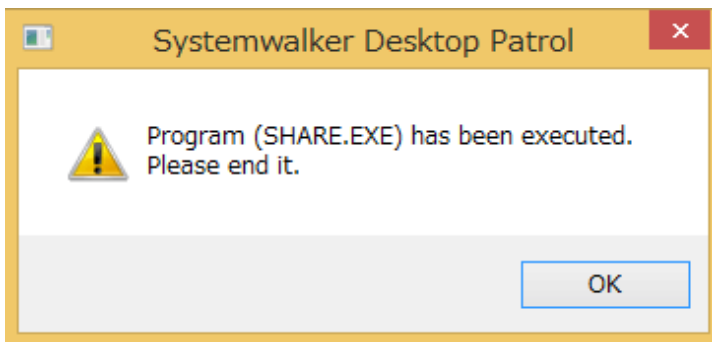 Systemwalker Desktop Patrol
Program (SHARE.EXE) has been executed.
Please end it.
OK